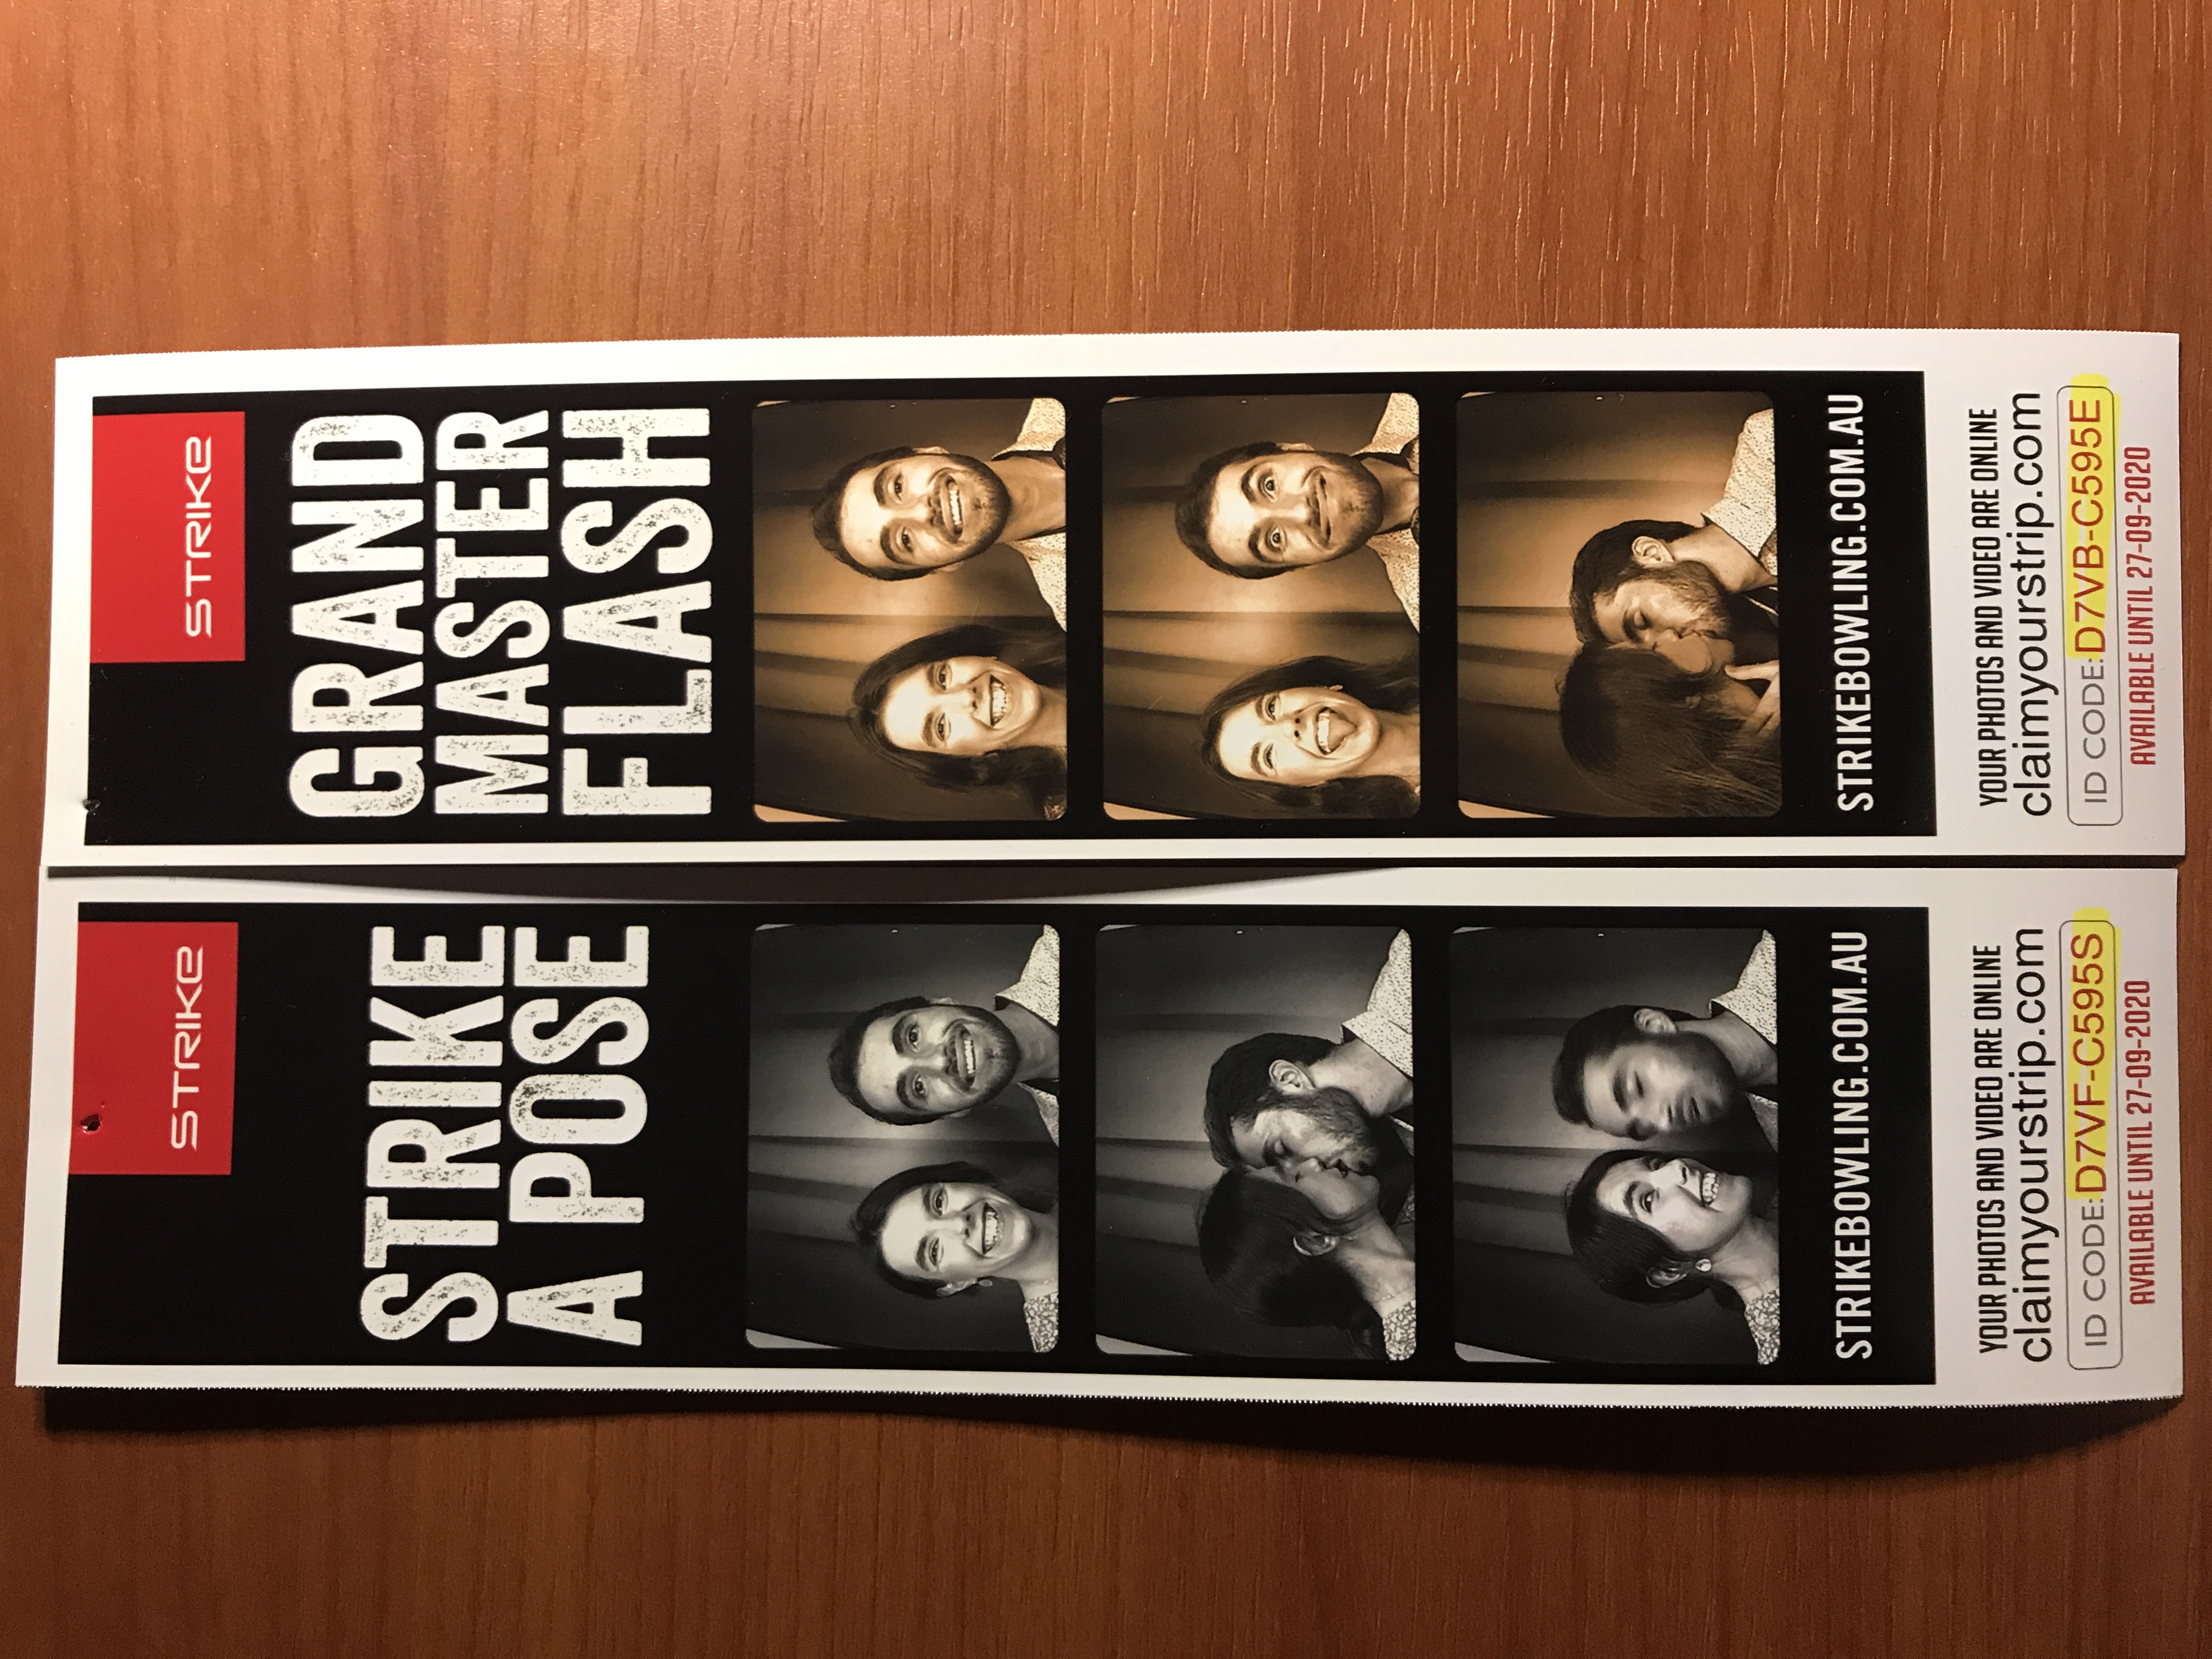 STRIKE
STRIKE
A POSE
STRIKEBOWLING.COM.AU
YOUR PHOTOS AND VIDEO ARE ONLINE
claimyourstrip.com
ID CODE: D7VF-C595S
AVAILABLE UNTIL 27-09-2020
STRIKE
GRAND
MASTER
FLASH
STRIKEBOWLING.COM.AU
YOUR PHOTOS AND VIDEO ARE ONLINE
claimyourstrip.com
ID CODE: D7VB-C595E
AVAILABLE UNTIL 27-09-2020